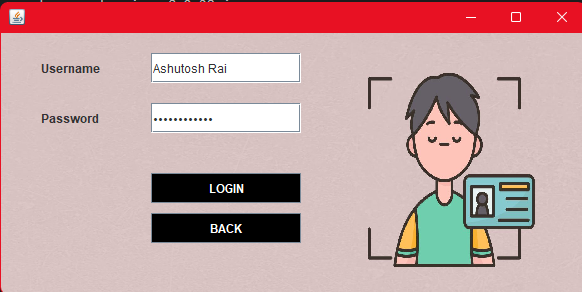 Username
Ashutosh Rai
Password
••••••••••••
LOGIN
BACK